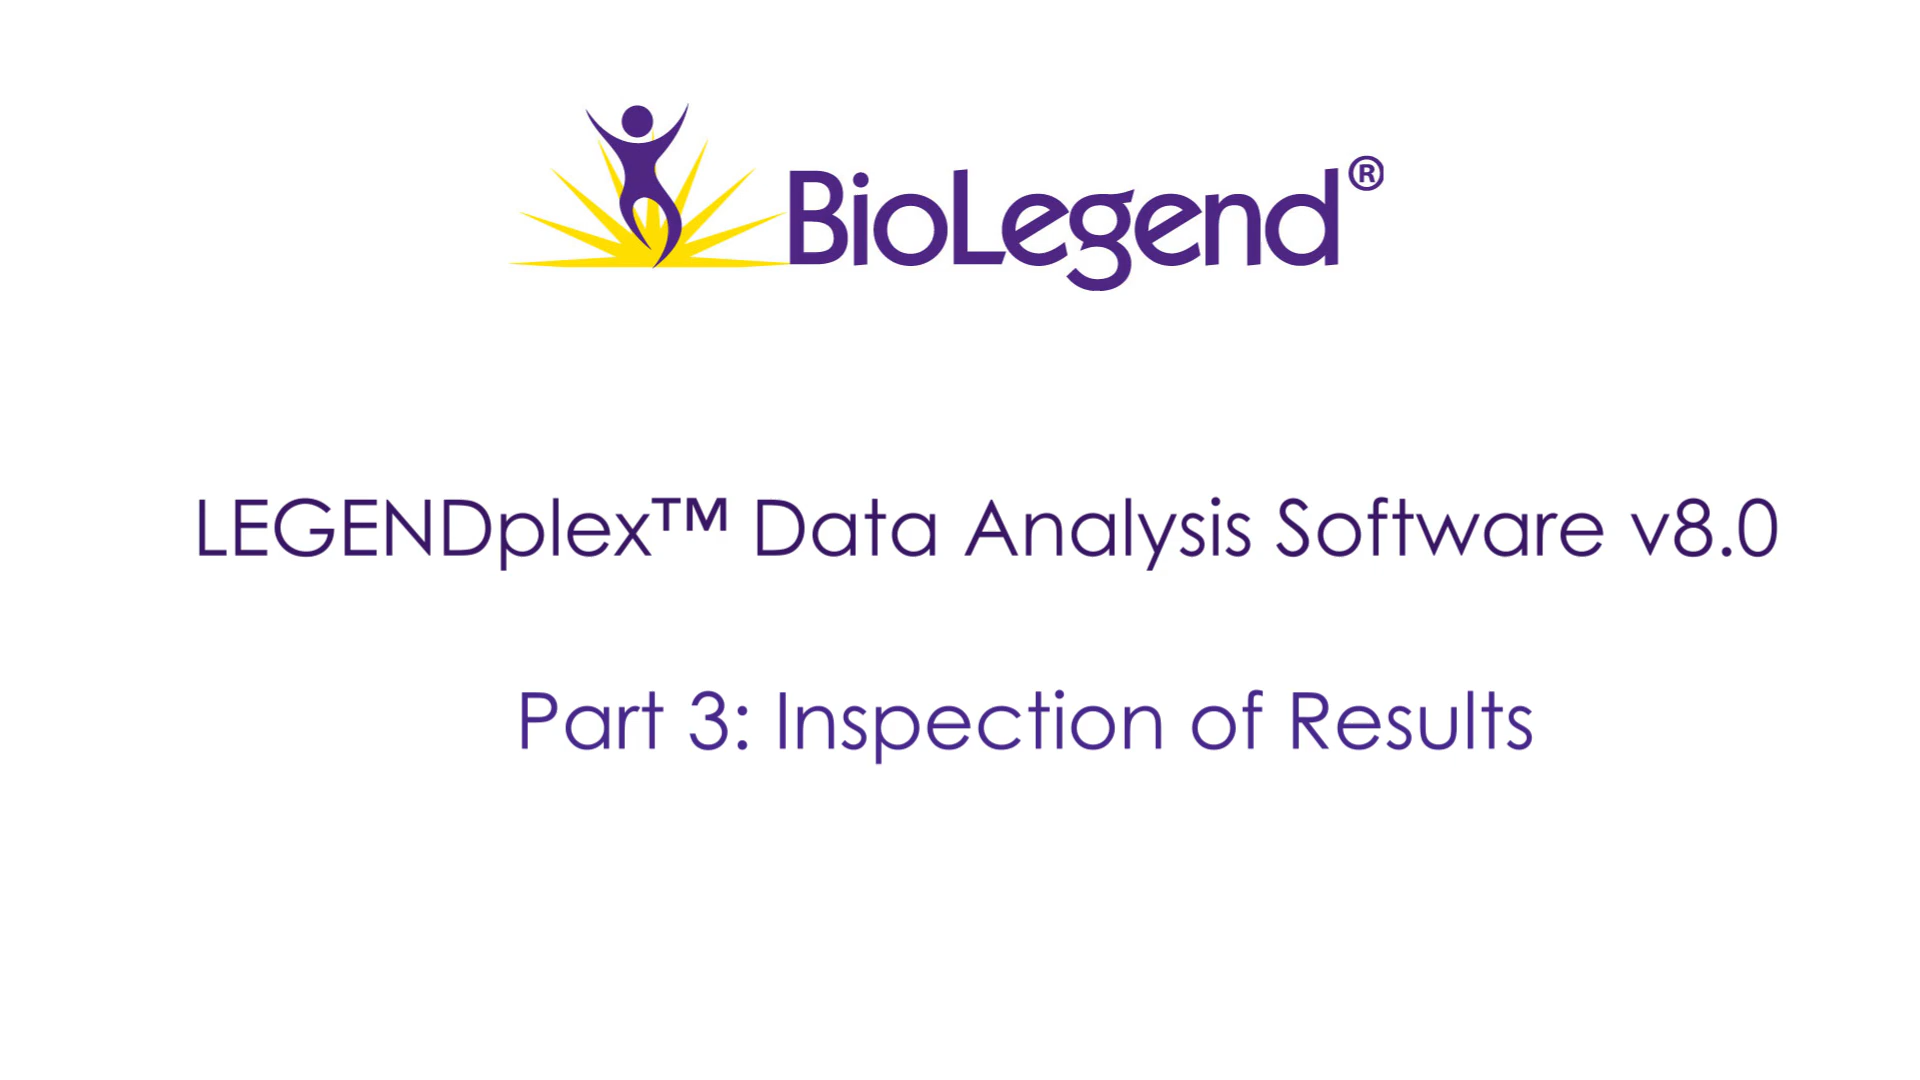 BioLegend®
LEGENDplex™ Data Analysis Software v8.0
Part 3: Inspection of Results